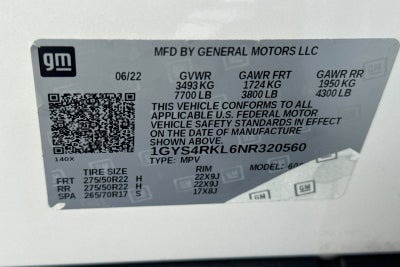 gm
MFD BY GENERAL MOTORS LLC
06/22 GVWR GAWR FRT GAWR RR
3493 KG 1724 KG 1950 KG
7700 LB 3800 LB 4300 LB
THIS VEHICLE CONFORMS TO ALL
APPLICABLE U.S. FEDERAL MOTOR
VEHICLE SAFETY STANDARDS IN EFFECT
ON THE DATE OF MANUFACTURE SHOWN ABOVE.
1GYS4RKL6NR320560
140X TYPE: MPV MODEL:
TIRE SIZE RIM
FRT 275/50R22 H 22X9J
RR 275/50R22 H 22X9J
SPA 265/70R17 S 17X8J